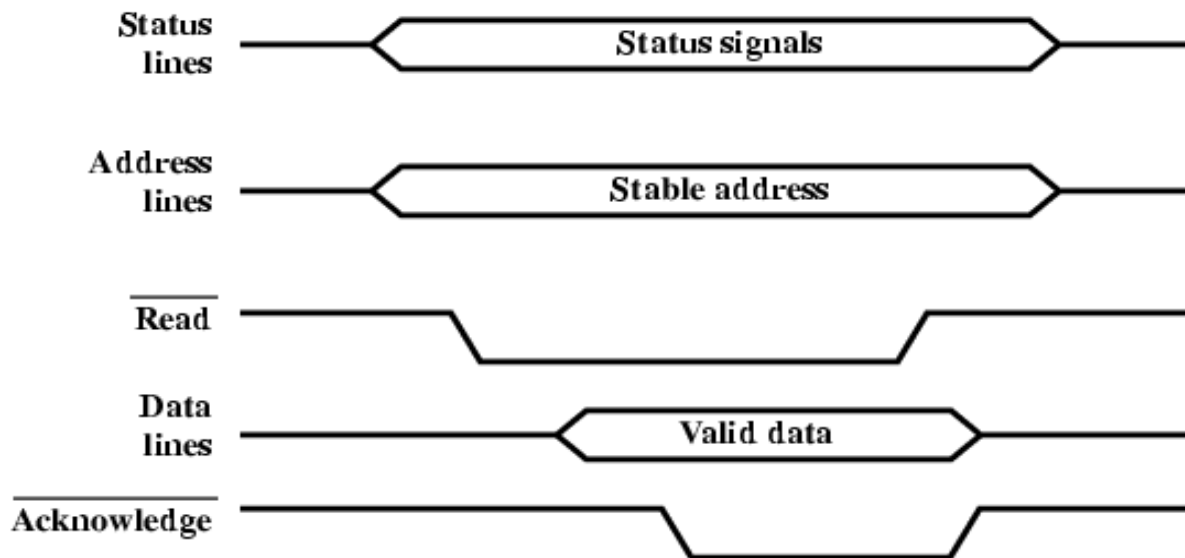 Status
lines
Status signals
Address
lines
Stable address
Read
Data
lines
Valid data
Acknowledge